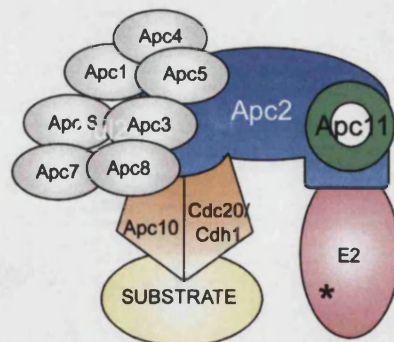 Apc4
Apc1
Apc5
Apc2
Apc3
Apc11
Apc7
Apc8
Apc10
Cdc20/
Cdh1
E2
*
SUBSTRATE